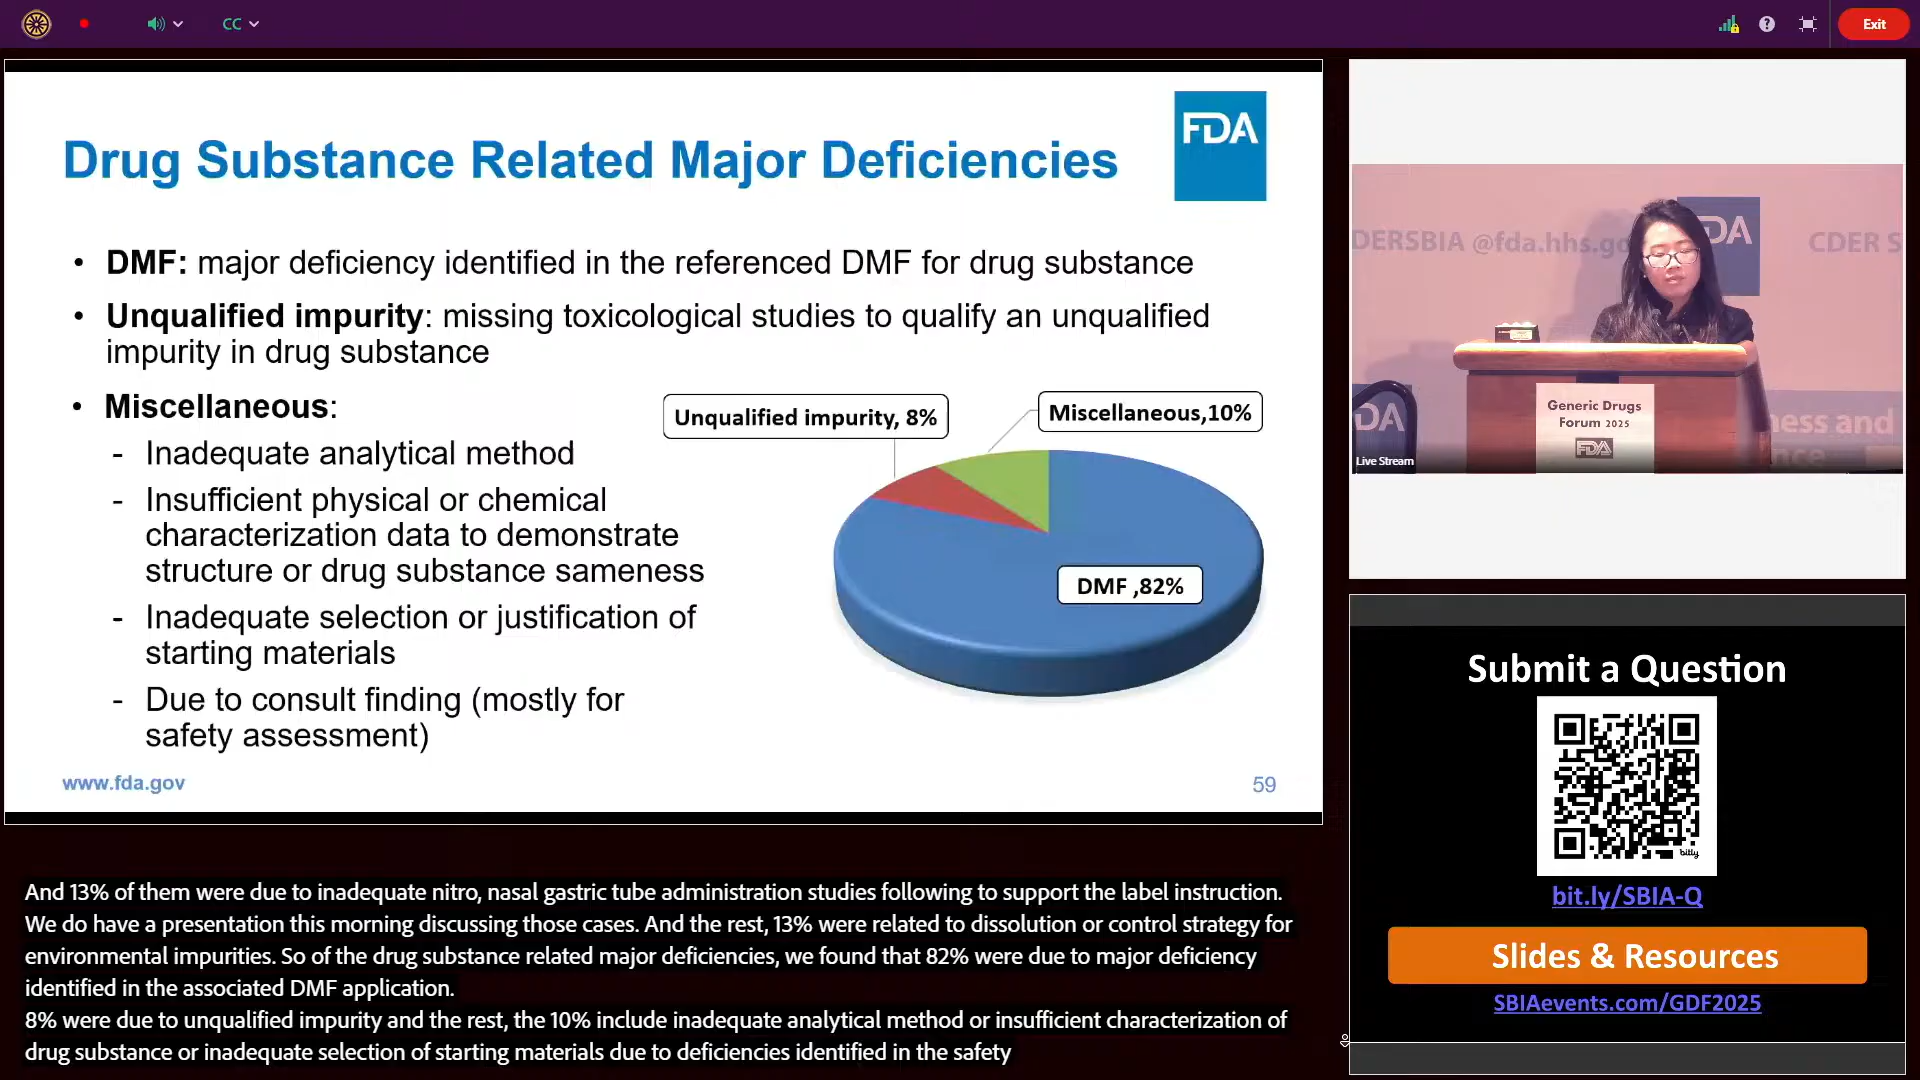 CC
Exit
FDA
Drug Substance Related Major Deficiencies
• DMF: major deficiency identified in the referenced DMF for drug substance
• Unqualified impurity: missing toxicological studies to qualify an unqualified
impurity in drug substance
• Miscellaneous:
- Inadequate analytical method
- Insufficient physical or chemical
characterization data to demonstrate
structure or drug substance sameness
- Inadequate selection or justification of
starting materials
- Due to consult finding (mostly for
safety assessment)
Unqualified impurity, 8%
Miscellaneous,10%
DMF ,82%
www.fda.gov
59
DERSBIA @fda.hhs.go
DA
CDER S
DA
ness and
nce
Generic Drugs
Forum 2025
FDA
Live Stream
Submit a Question
bitly
bit.ly/SBIA-Q
Slides & Resources
SBIAevents.com/GDF2025
And 13% of them were due to inadequate nitro, nasal gastric tube administration studies following to support the label instruction.
We do have a presentation this morning discussing those cases. And the rest, 13% were related to dissolution or control strategy for
environmental impurities. So of the drug substance related major deficiencies, we found that 82% were due to major deficiency
identified in the associated DMF application.
8% were due to unqualified impurity and the rest, the 10% include inadequate analytical method or insufficient characterization of
drug substance or inadequate selection of starting materials due to deficiencies identified in the safety